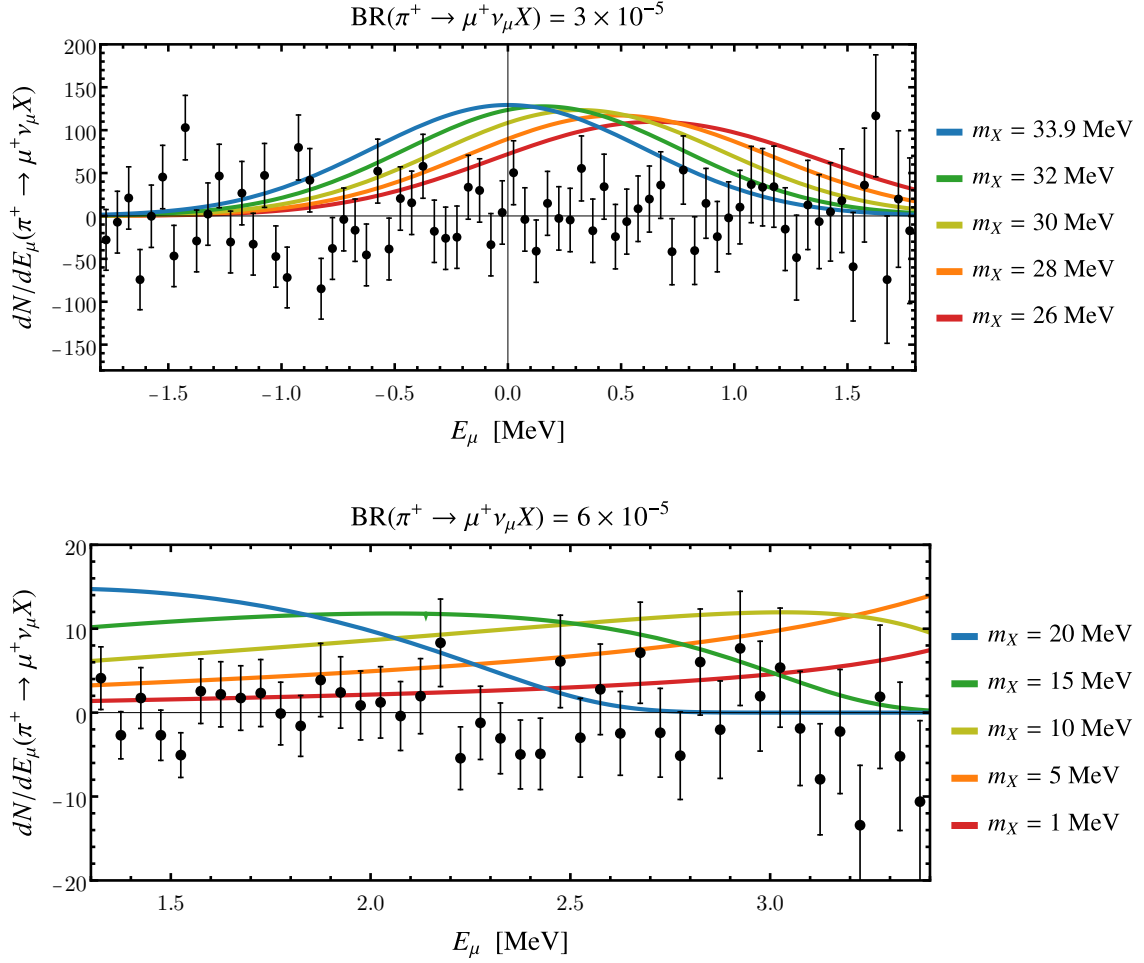 BR(π⁺ → μ⁺ν_μX) = 3 × 10⁻⁵
dN/dE_μ(π⁺ → μ⁺ν_μX)
200
150
100
50
0
−50
−100
−150
−1.5 −1.0 −0.5 0.0 0.5 1.0 1.5
E_μ [MeV]
m_X = 33.9 MeV
m_X = 32 MeV
m_X = 30 MeV
m_X = 28 MeV
m_X = 26 MeV
BR(π⁺ → μ⁺ν_μX) = 6 × 10⁻⁵
dN/dE_μ(π⁺ → μ⁺ν_μX)
20
10
0
−10
−20
1.5 2.0 2.5 3.0
E_μ [MeV]
m_X = 20 MeV
m_X = 15 MeV
m_X = 10 MeV
m_X = 5 MeV
m_X = 1 MeV